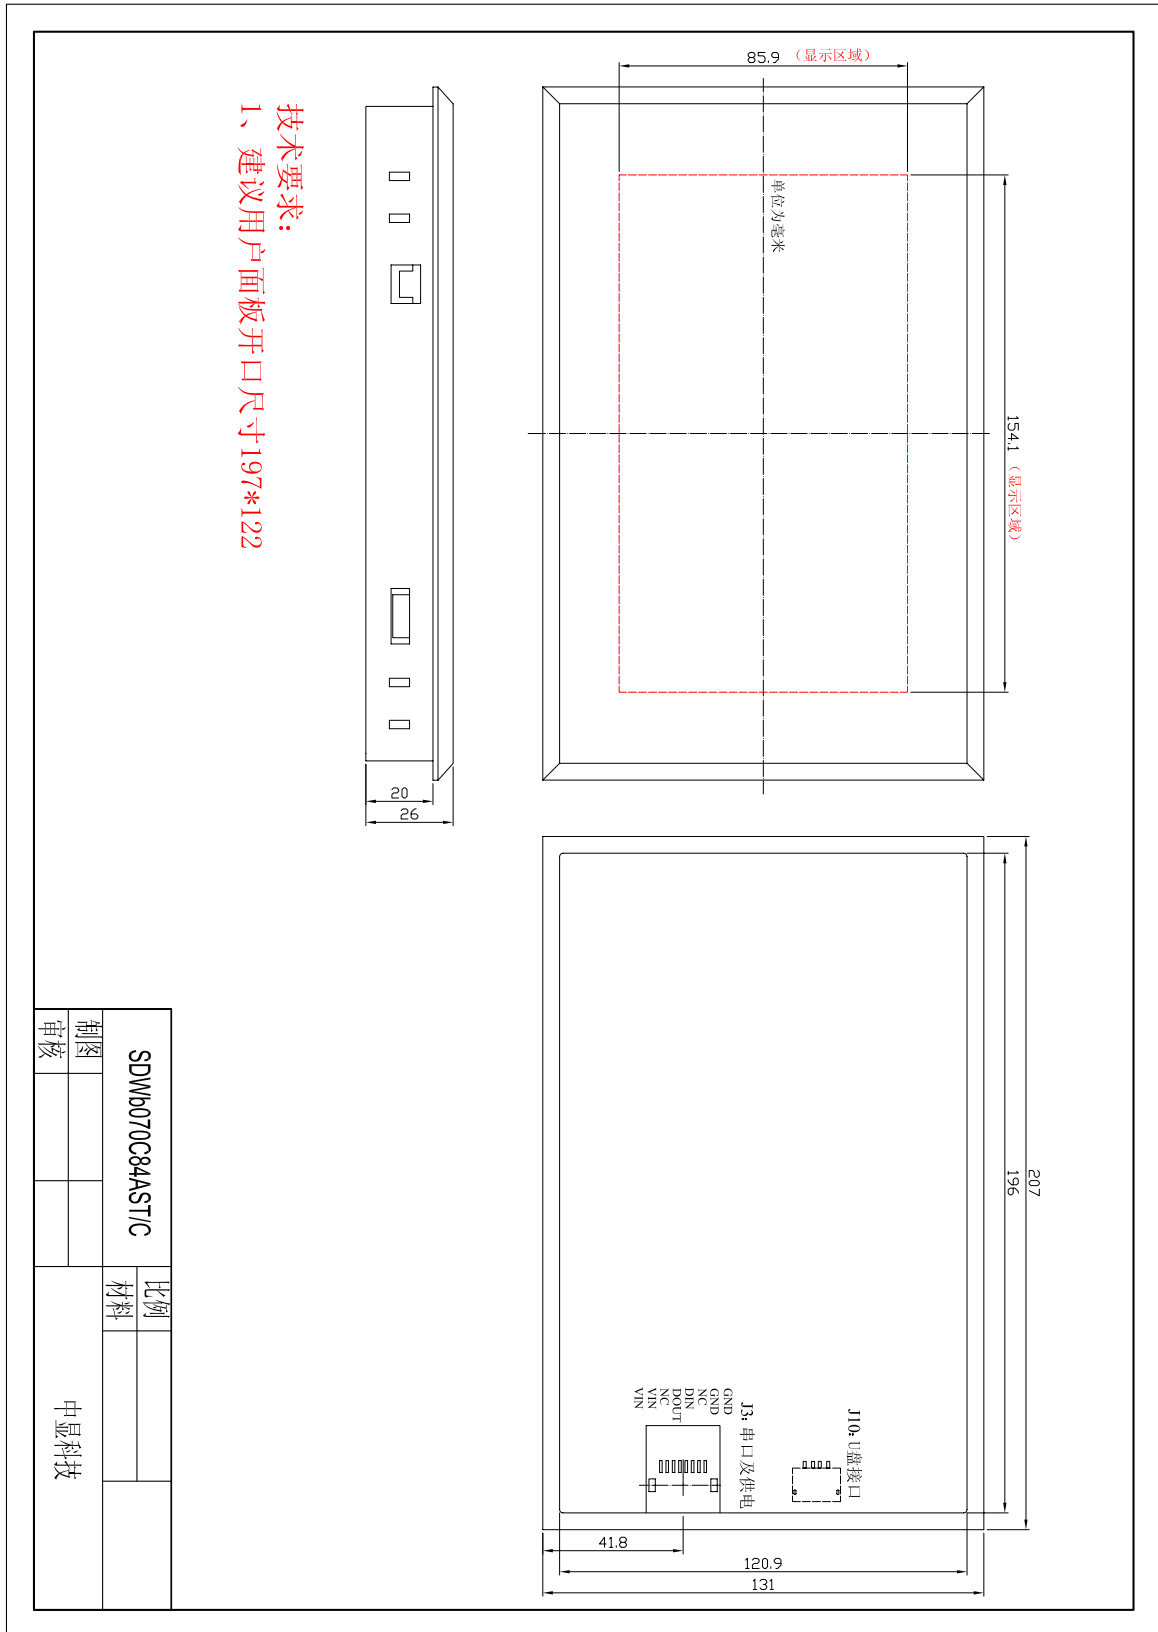 85.9 （显示区域）
单位为毫米
154.1 （显示区域）
技术要求：
1、建议用户面板开口尺寸197*122
20
26
207
196
J10：U盘接口
J3：串口及供电
GND
GND
NC
DIN
DOUT
NC
VIN
VIN
41.8
120.9
131
SDWb070C84AST/C
比例
材料
制图
审核
中显科技